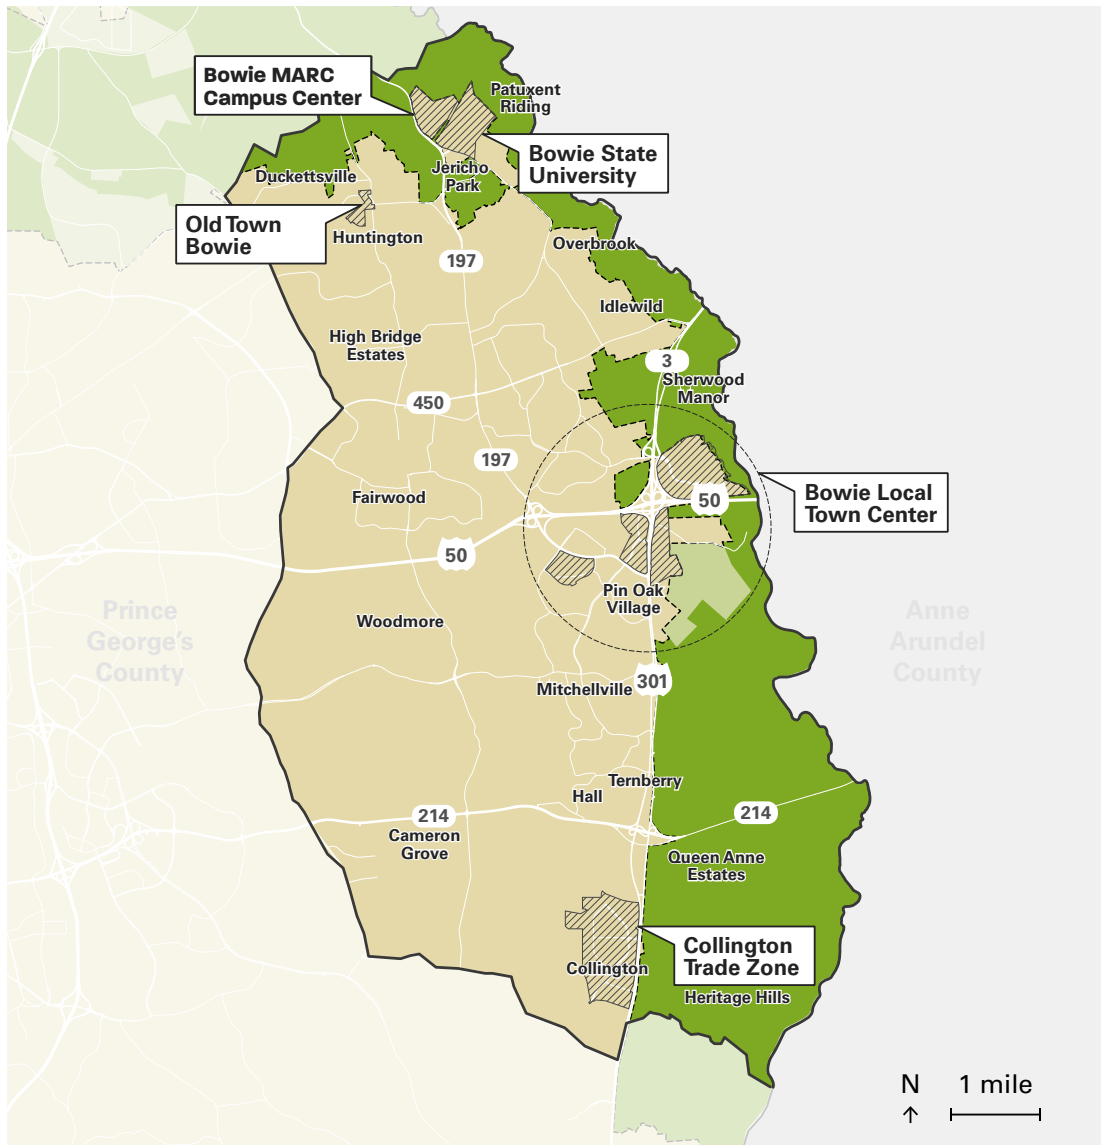 Bowie MARC
Campus Center
Patuxent
Riding
Bowie State
University
Duckettsville
Jericho
Park
Old Town
Bowie
Huntington
Overbrook
197
Idlewild
High Bridge
Estates
3
Sherwood
Manor
450
197
Fairwood
50
Bowie Local
Town Center
50
Pin Oak
Village
Prince
George's
County
Woodmore
Anne
Arundel
County
Mitchellville
301
Ternberry
Hall
214
214
Cameron
Grove
Queen Anne
Estates
Collington
Trade Zone
Collington
Heritage Hills
N
1 mile